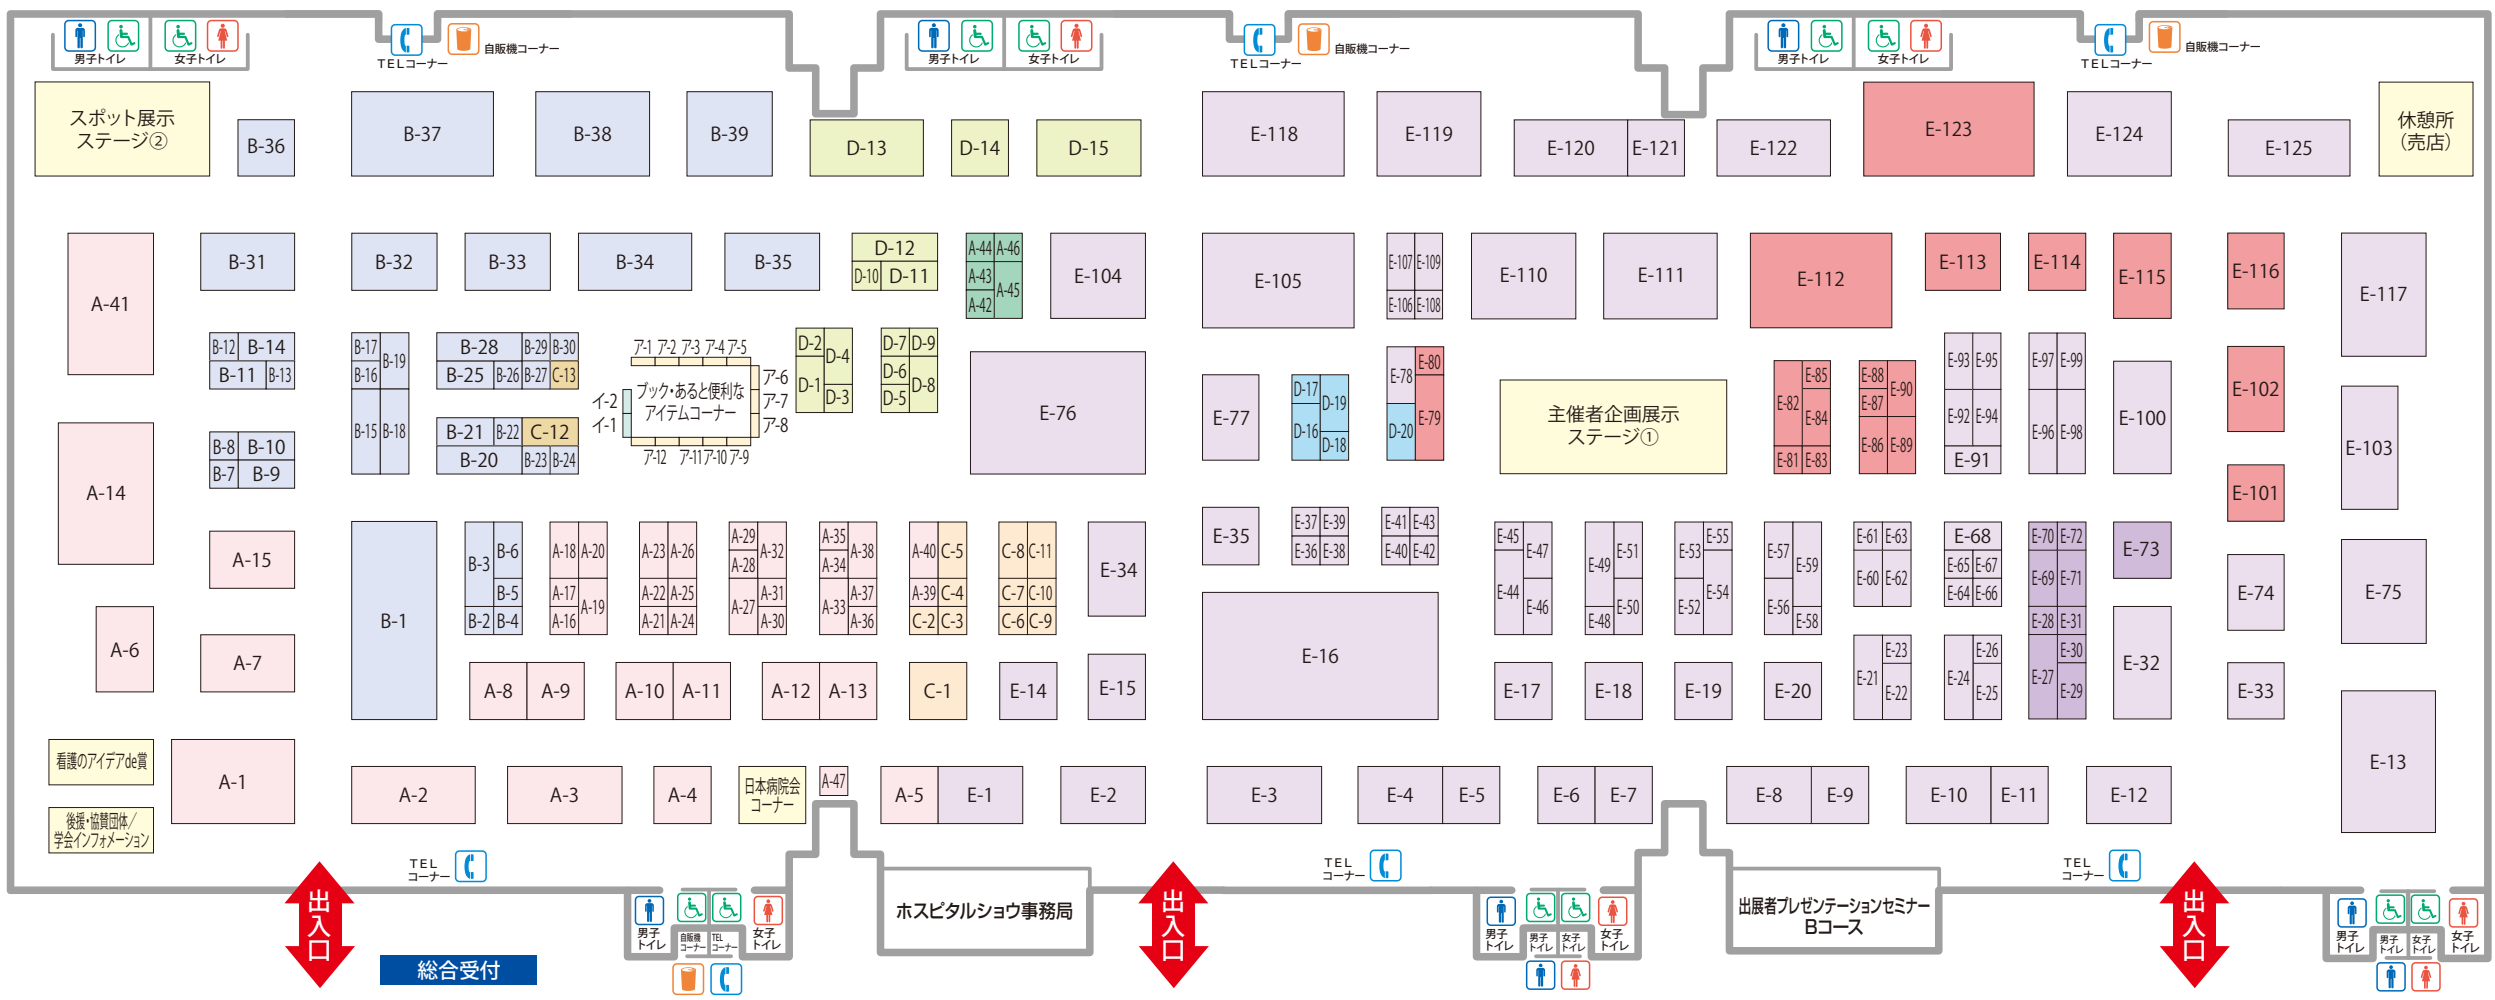 男子トイレ
女子トイレ
TELコーナー
自販機コーナー
男子トイレ
女子トイレ
TELコーナー
自販機コーナー
男子トイレ
女子トイレ
TELコーナー
自販機コーナー
スポット展示
ステージ②
B-36
B-37
B-38
B-39
D-13
D-14
D-15
E-118
E-119
E-120
E-121
E-122
E-123
E-124
E-125
休憩所
(売店)
A-41
B-31
B-32
B-33
B-34
B-35
D-12
D-10
D-11
A-44
A-46
A-43
A-45
A-42
E-104
E-105
E-107
E-109
E-106
E-108
E-110
E-111
E-112
E-113
E-114
E-115
E-116
E-117
B-12
B-14
B-11
B-13
B-17
B-19
B-16
B-15
B-18
B-28
B-29
B-30
B-25
B-26
B-27
C-13
B-21
B-22
C-12
B-20
B-23
B-24
ア-1
ア-2
ア-3
ア-4
ア-5
ア-6
ア-7
ア-8
イ-2
イ-1
ブック・あると便利な
アイテムコーナー
ア-12
ア-11
ア-10
ア-9
D-2
D-4
D-1
D-3
D-7
D-9
D-6
D-8
D-5
E-76
E-77
D-17
D-19
D-16
D-18
E-78
E-80
E-79
D-20
主催者企画展示
ステージ①
E-85
E-82
E-84
E-81
E-83
E-88
E-90
E-87
E-86
E-89
E-93
E-95
E-92
E-94
E-91
E-97
E-99
E-96
E-98
E-100
E-102
E-101
E-103
A-14
B-8
B-10
B-7
B-9
A-15
A-6
A-7
B-1
B-3
B-6
B-5
B-2
B-4
A-18
A-20
A-17
A-19
A-16
A-23
A-26
A-22
A-25
A-21
A-24
A-29
A-32
A-28
A-27
A-31
A-30
A-35
A-38
A-34
A-33
A-37
A-36
A-40
C-5
A-39
C-4
C-2
C-3
C-8
C-11
C-7
C-10
C-6
C-9
E-34
E-35
E-37
E-39
E-36
E-38
E-41
E-43
E-40
E-42
E-45
E-47
E-44
E-46
E-51
E-49
E-50
E-48
E-55
E-53
E-54
E-52
E-57
E-59
E-56
E-58
E-61
E-63
E-60
E-62
E-68
E-65
E-67
E-64
E-66
E-70
E-72
E-69
E-71
E-28
E-31
E-30
E-27
E-29
E-73
E-74
E-75
A-8
A-9
A-10
A-11
A-12
A-13
C-1
E-14
E-15
E-16
E-17
E-18
E-19
E-20
E-23
E-21
E-22
E-26
E-24
E-25
E-32
E-33
E-13
看護のアイデアde賞
後援・協賛団体/
学会インフォメーション
A-1
A-2
A-3
A-4
日本病院会
コーナー
A-47
A-5
E-1
E-2
E-3
E-4
E-5
E-6
E-7
E-8
E-9
E-10
E-11
E-12
TEL
コーナー
TEL
コーナー
TEL
コーナー
出入口
出入口
出入口
総合受付
男子
トイレ
自販機
コーナー
TEL
コーナー
女子
トイレ
ホスピタルショウ事務局
男子
トイレ
男子
トイレ
女子
トイレ
女子
トイレ
出展者プレゼンテーションセミナー
Bコース
男子
トイレ
男子
トイレ
女子
トイレ
女子
トイレ